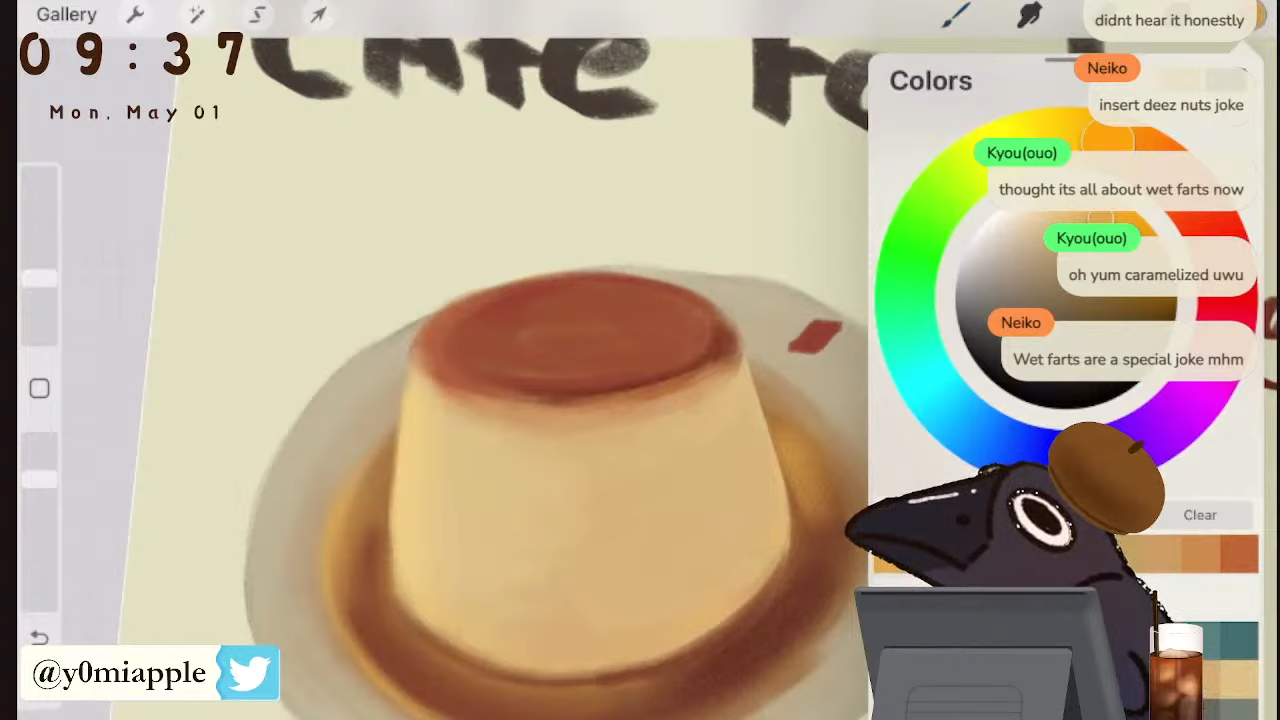 Gallery
09:37
Mon, May 01
Cafe
Colors
didnt hear it honestly
Neiko
insert deez nuts joke
Kyou(ouo)
thought its all about wet farts now
Kyou(ouo)
oh yum caramelized uwu
Neiko
Wet farts are a special joke mhm
Clear
@y0miapple